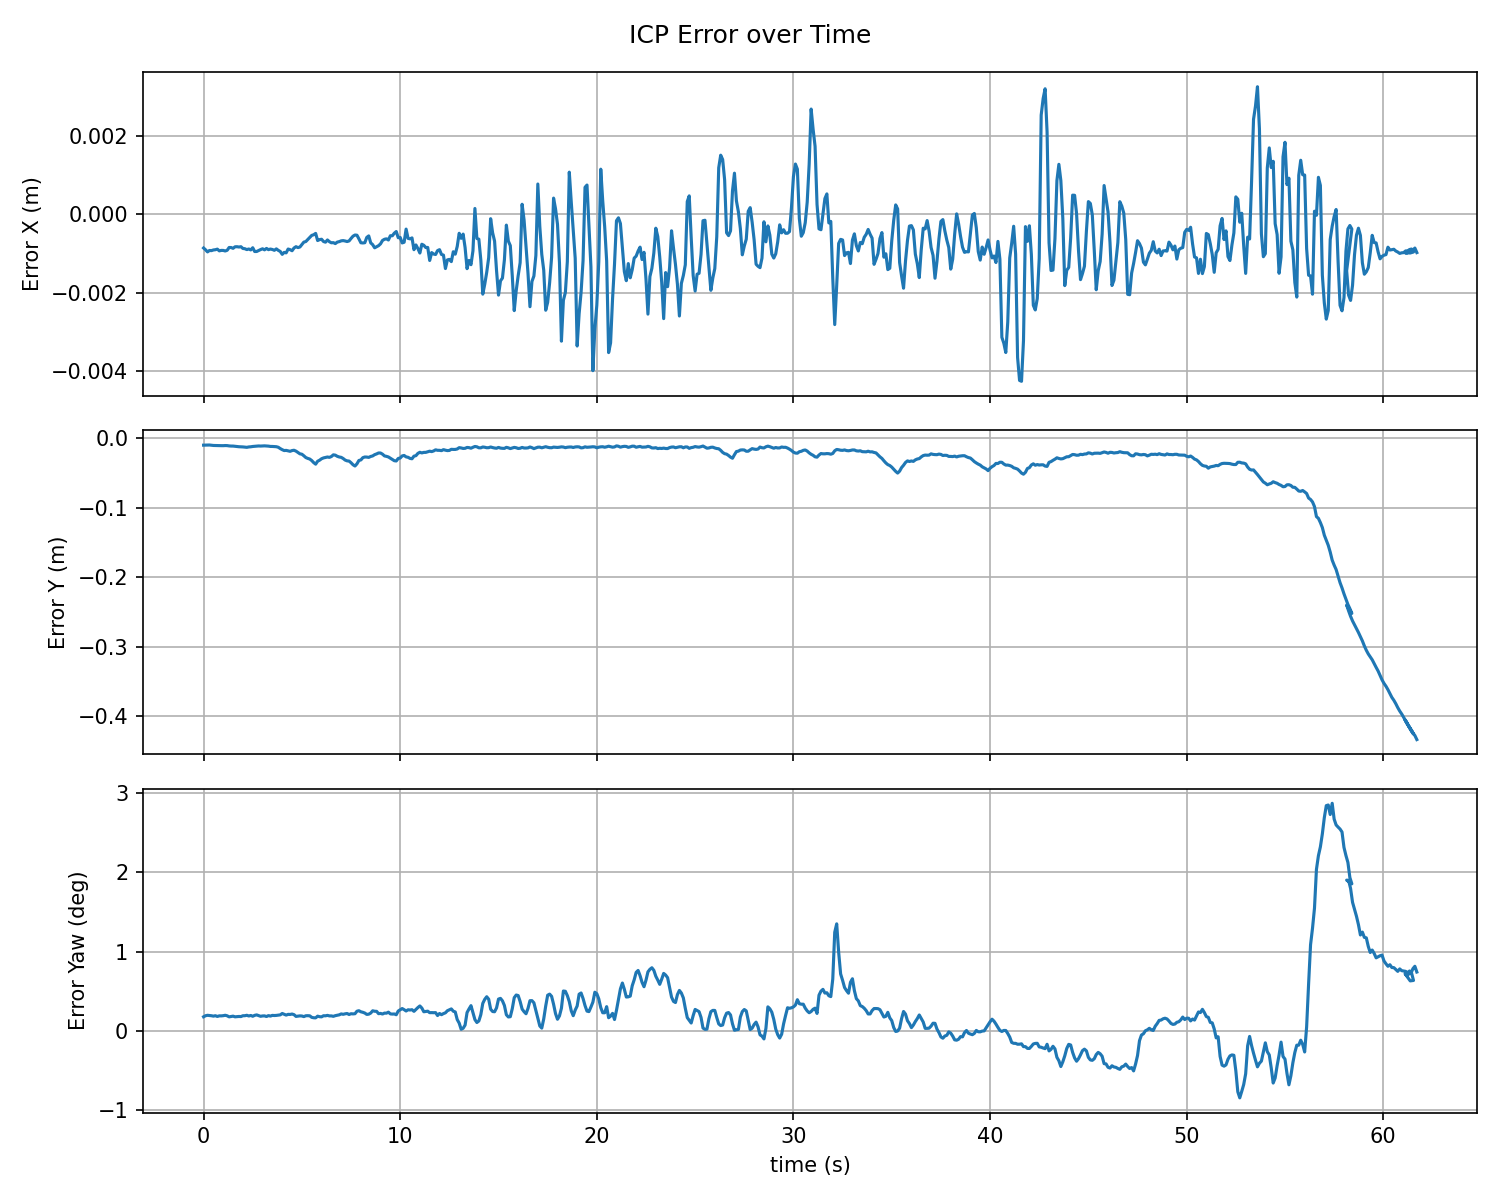 ICP Error over Time
Error X (m)
0.002
0.000
−0.002
−0.004
Error Y (m)
0.0
−0.1
−0.2
−0.3
−0.4
Error Yaw (deg)
3
2
1
0
−1
0 10 20 30 40 50 60
time (s)